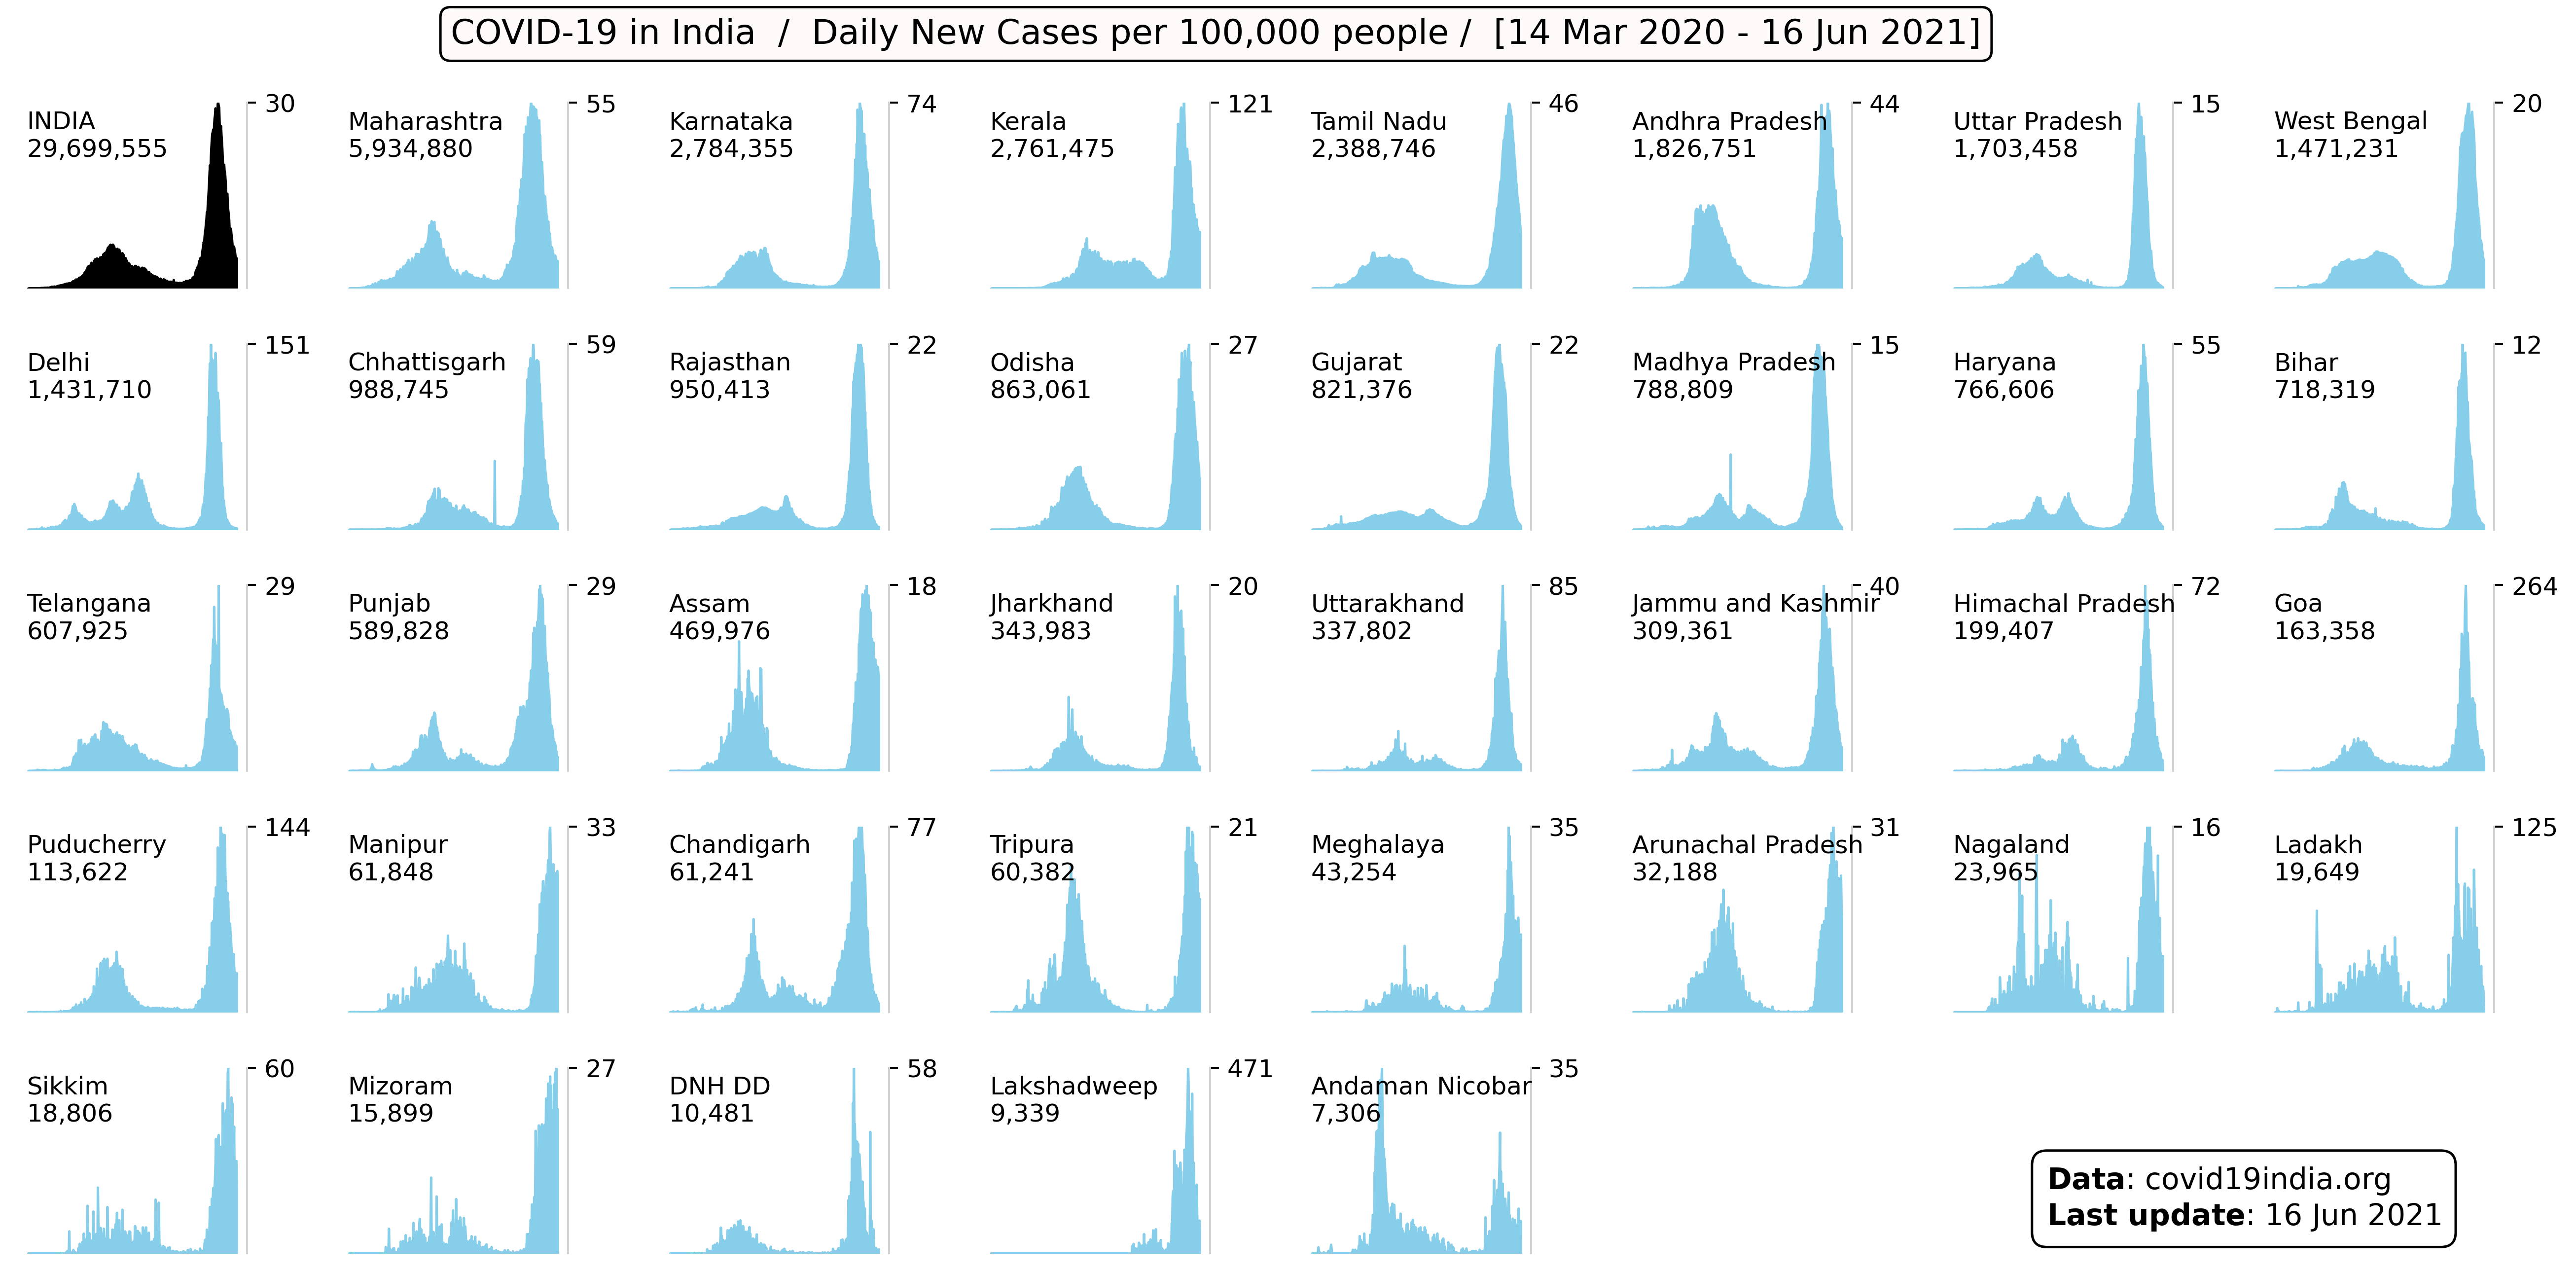 COVID-19 in India / Daily New Cases per 100,000 people / [14 Mar 2020 - 16 Jun 2021]
INDIA
29,699,555
30
Maharashtra
5,934,880
55
Karnataka
2,784,355
74
Kerala
2,761,475
121
Tamil Nadu
2,388,746
46
Andhra Pradesh
1,826,751
44
Uttar Pradesh
1,703,458
15
West Bengal
1,471,231
20
Delhi
1,431,710
151
Chhattisgarh
988,745
59
Rajasthan
950,413
22
Odisha
863,061
27
Gujarat
821,376
22
Madhya Pradesh
788,809
15
Haryana
766,606
55
Bihar
718,319
12
Telangana
607,925
29
Punjab
589,828
29
Assam
469,976
18
Jharkhand
343,983
20
Uttarakhand
337,802
85
Jammu and Kashmir
309,361
40
Himachal Pradesh
199,407
72
Goa
163,358
264
Puducherry
113,622
144
Manipur
61,848
33
Chandigarh
61,241
77
Tripura
60,382
21
Meghalaya
43,254
35
Arunachal Pradesh
32,188
31
Nagaland
23,965
16
Ladakh
19,649
125
Sikkim
18,806
60
Mizoram
15,899
27
DNH DD
10,481
58
Lakshadweep
9,339
471
Andaman Nicobar
7,306
35
Data: covid19india.org
Last update: 16 Jun 2021